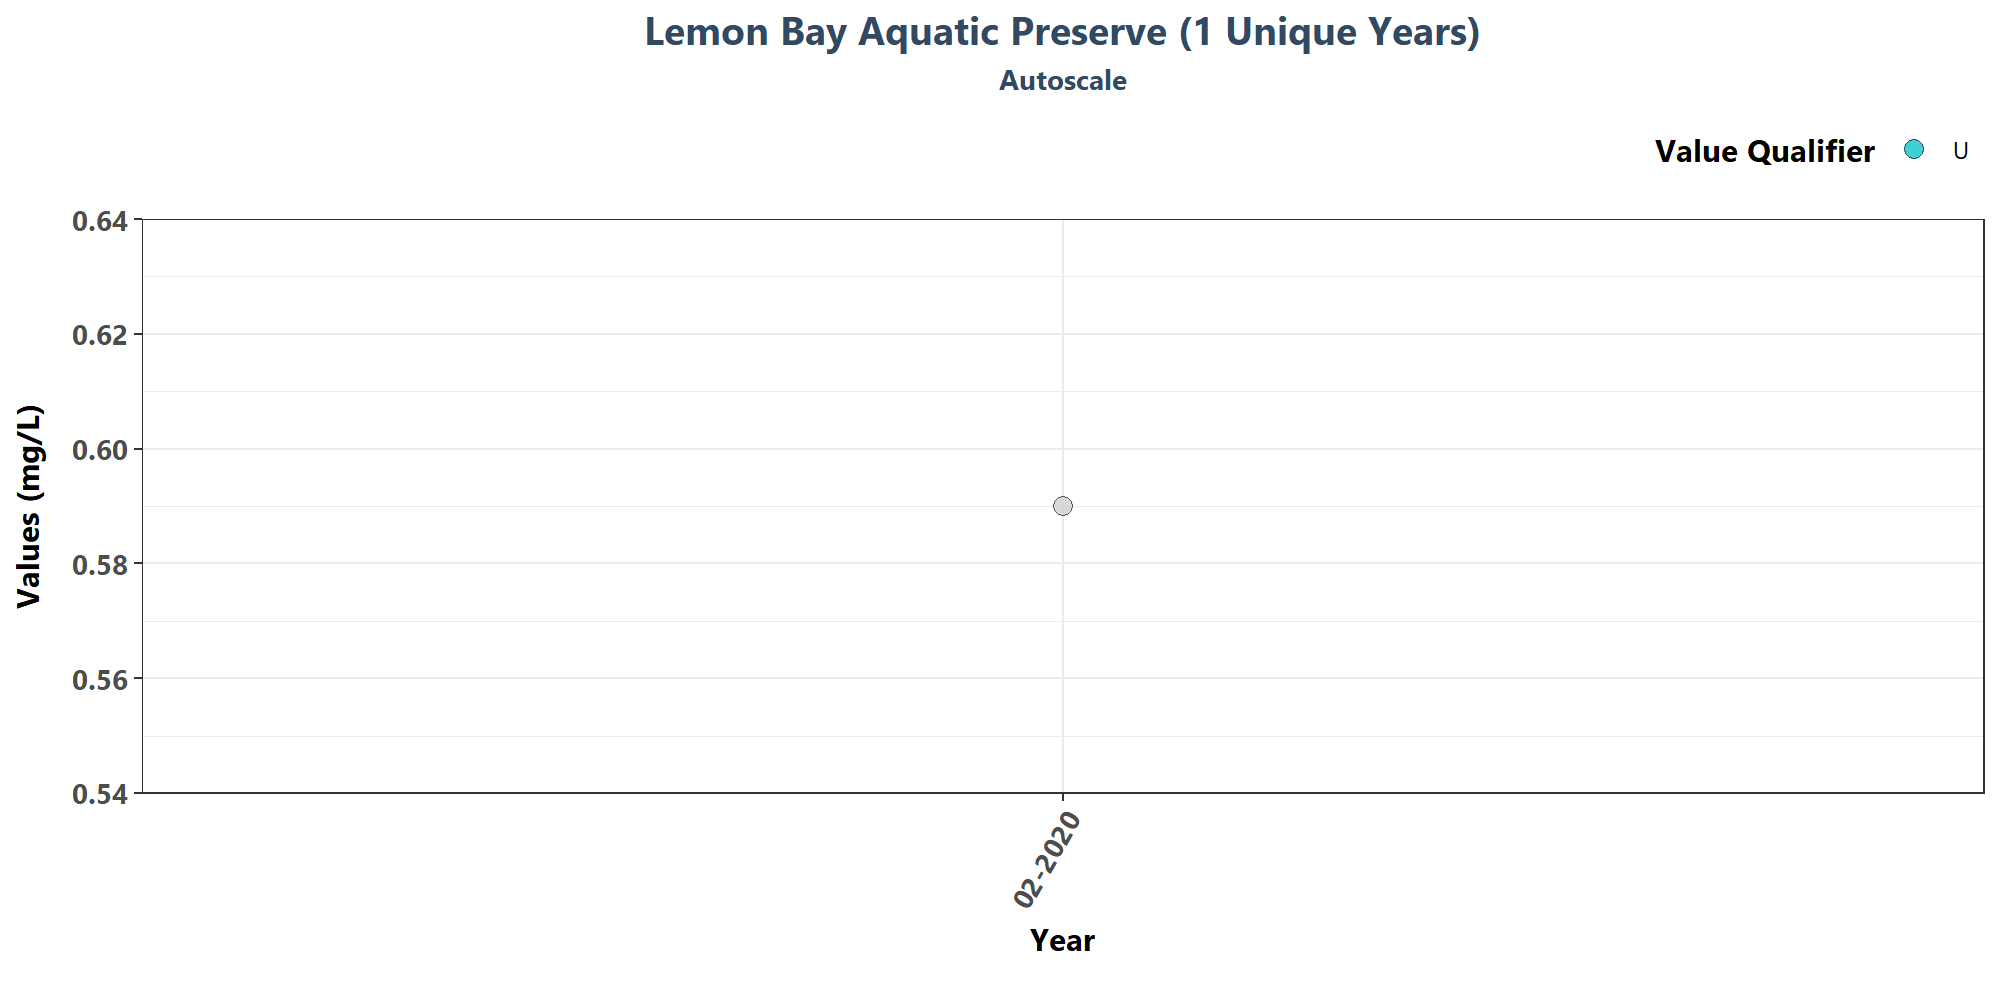 Lemon Bay Aquatic Preserve (1 Unique Years)
Autoscale
Value Qualifier U
Values (mg/L)
0.64
0.62
0.60
0.58
0.56
0.54
02-2020
Year